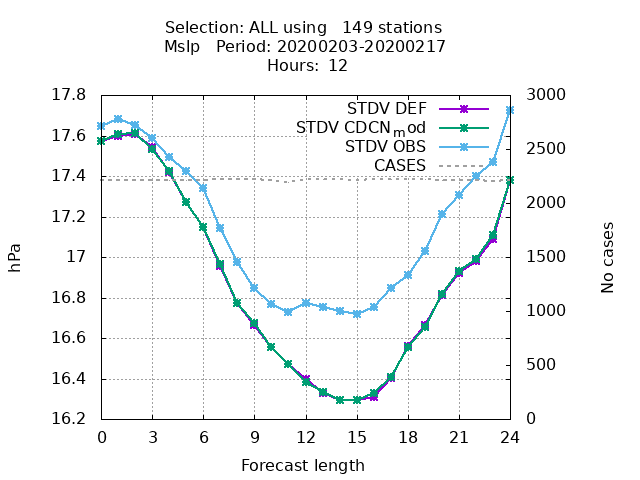 Selection: ALL using   149 stations
Mslp   Period: 20200203-20200217
Hours: 12
17.8
17.6
17.4
17.2
17
16.8
16.6
16.4
16.2
3000
2500
2000
1500
1000
500
0
STDV DEF
STDV CDCNmod
STDV OBS
CASES
hPa
No cases
0 3 6 9 12 15 18 21 24
Forecast length